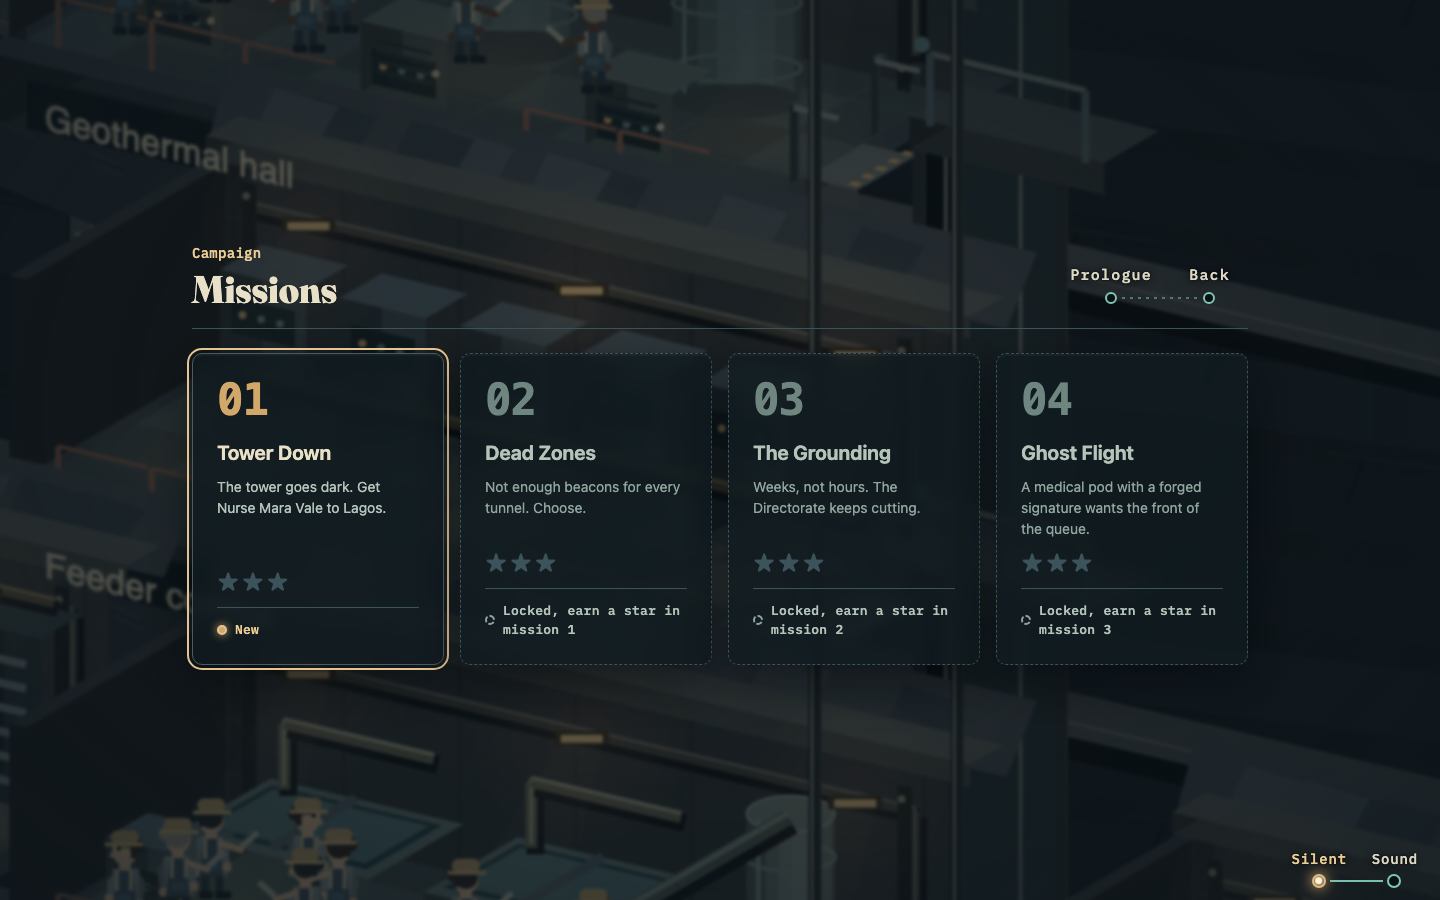 Geothermal hall
Campaign
Missions
Prologue
Back
01
02
03
04
Tower Down
Dead Zones
The Grounding
Ghost Flight
The tower goes dark. Get
Nurse Mara Vale to Lagos.
Not enough beacons for every
tunnel. Choose.
Weeks, not hours. The
Directorate keeps cutting.
A medical pod with a forged
signature wants the front of
the queue.
Feeder
New
Locked, earn a star in
mission 1
Locked, earn a star in
mission 2
Locked, earn a star in
mission 3
Silent
Sound